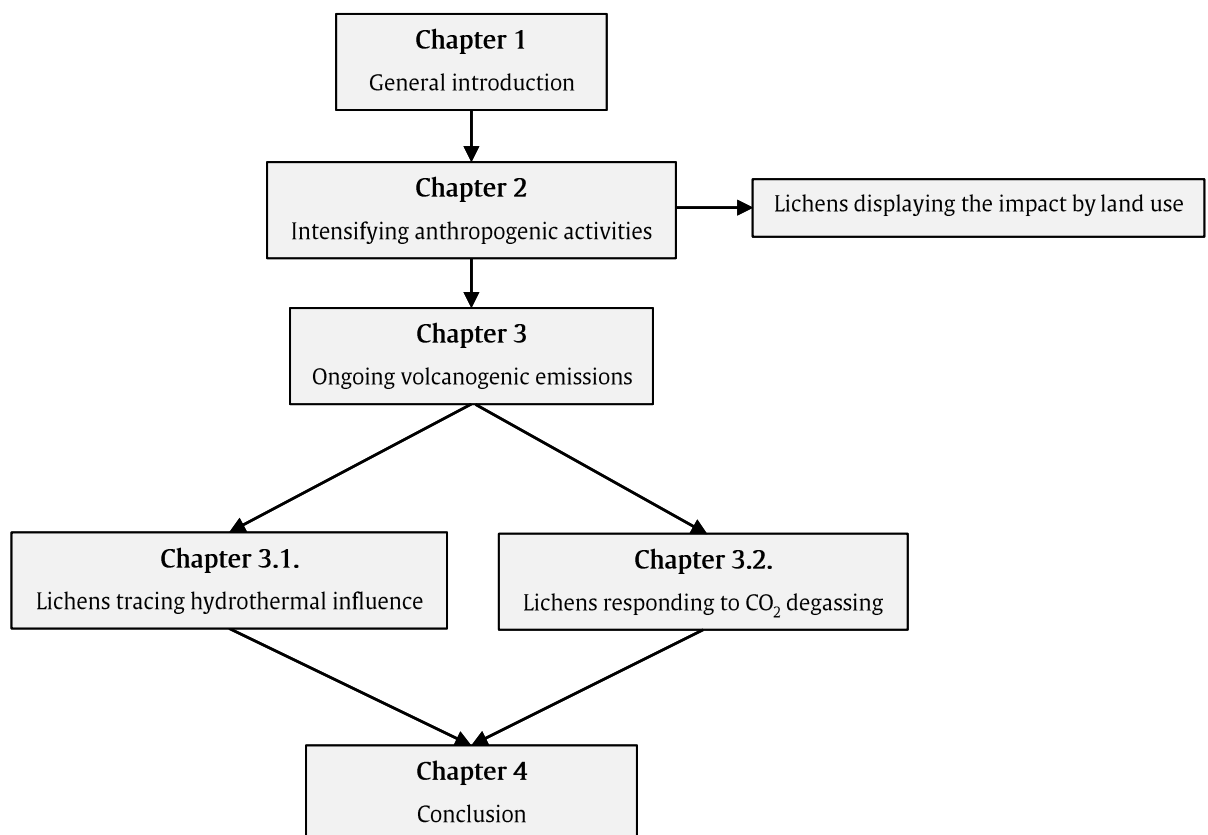 Chapter 1
General introduction
Chapter 2
Intensifying anthropogenic activities
Lichens displaying the impact by land use
Chapter 3
Ongoing volcanogenic emissions
Chapter 3.1.
Lichens tracing hydrothermal influence
Chapter 3.2.
Lichens responding to CO₂ degassing
Chapter 4
Conclusion